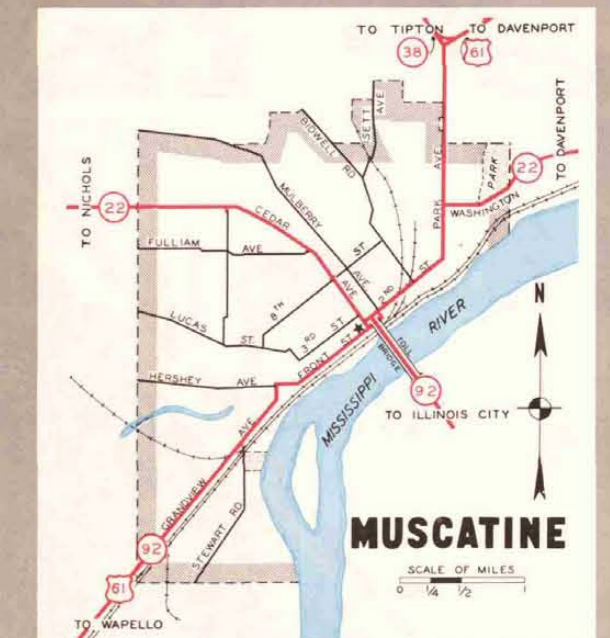 TO TIPTON
TO DAVENPORT
38
61
SETT AVE
BIDWELL RD
PARK
TO DAVENPORT
TO NICHOLS
22
22
MULBERRY AVE
PARK AVE
WASHINGTON
CEDAR AVE
FULLIAM AVE
8TH ST
2ND ST.
LUCAS ST.
3RD ST
FRONT ST.
TOLL BRIDGE
MISSISSIPPI RIVER
N
HERSHEY AVE
92
TO ILLINOIS CITY
GRANDVIEW AVE
STEWART RD
MUSCATINE
92
SCALE OF MILES
0 1/4 1/2 1
61
TO WAPELLO